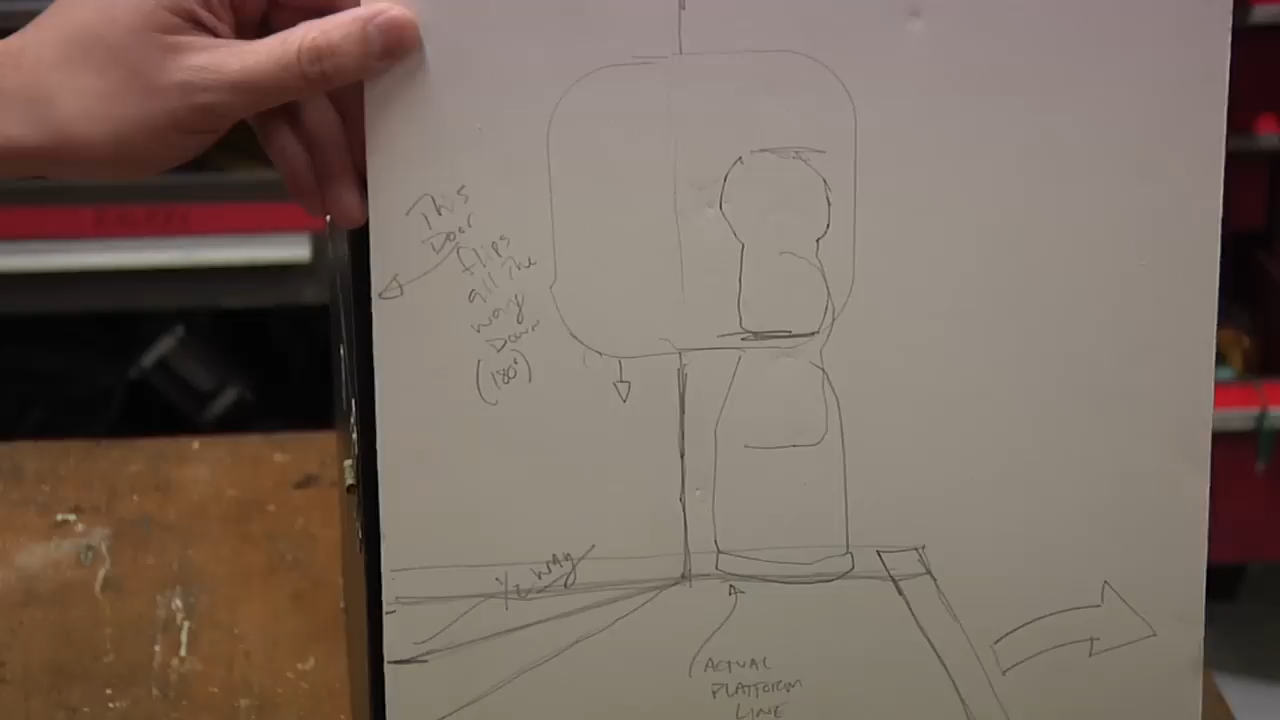 This
Door
flips
all the
way
Down
(180°)
1/2 WAY
ACTUAL
PLATFORM
LINE